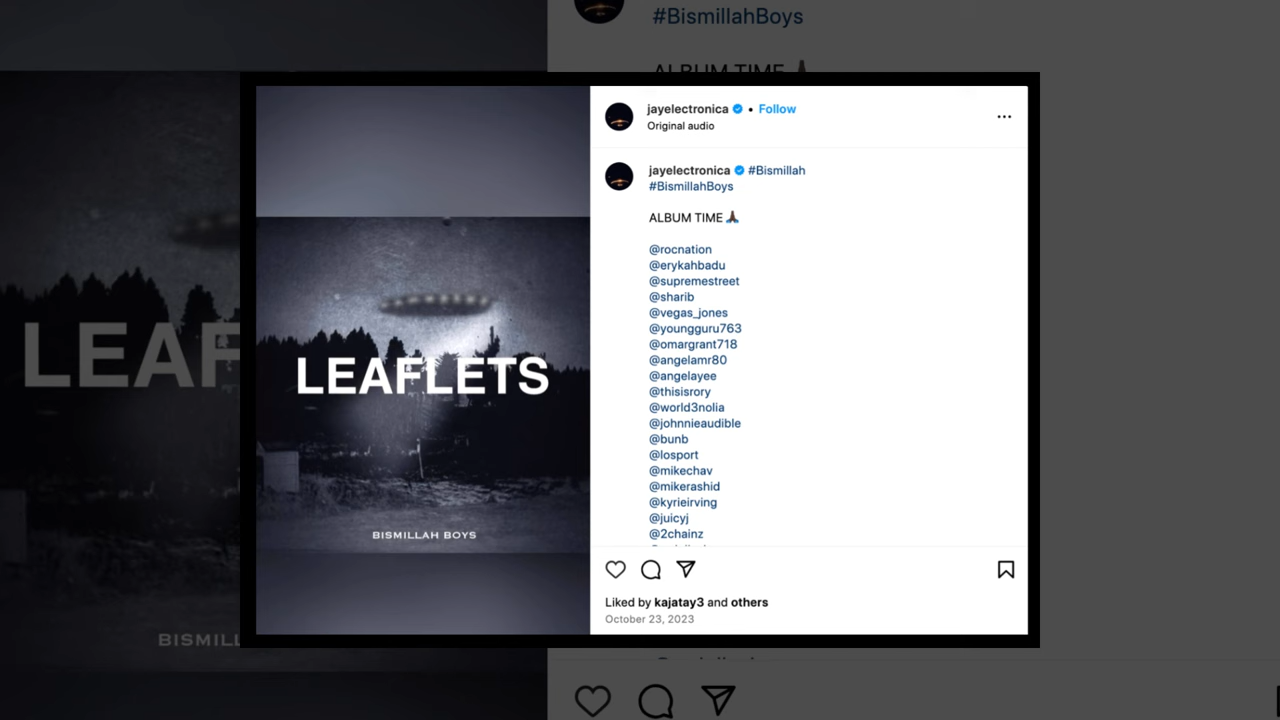 #BismillahBoys
ALBUM TIME 🙏🏿
LEAF
BISMILL
LEAFLETS
BISMILLAH BOYS
jayelectronica • Follow
Original audio
jayelectronica #Bismillah
#BismillahBoys
ALBUM TIME 🙏🏿
@rocnation
@erykahbadu
@supremestreet
@sharib
@vegas_jones
@youngguru763
@omargrant718
@angelamr80
@angelayee
@thisisrory
@world3nolia
@johnnieaudible
@bunb
@losport
@mikechav
@mikerashid
@kyrieirving
@juicyj
@2chainz
Liked by kajatay3 and others
October 23, 2023